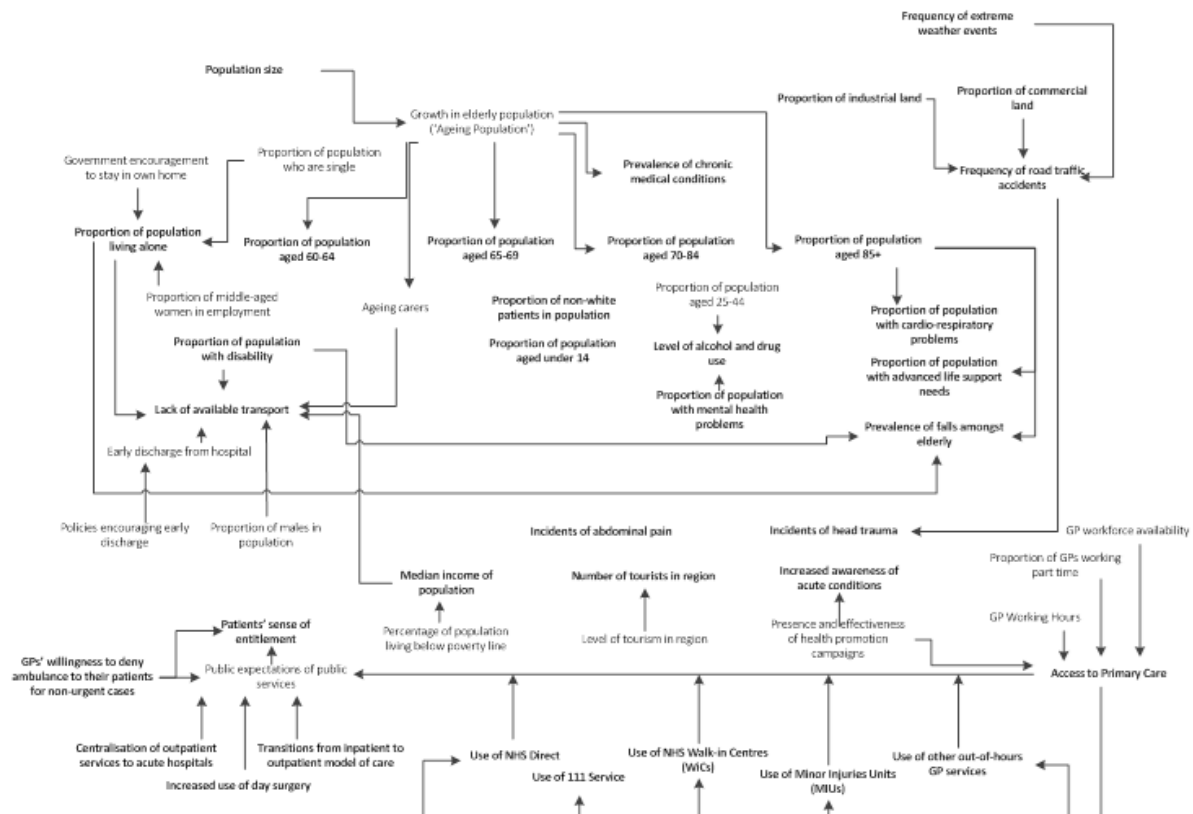 Frequency of extreme
weather events
Population size
Proportion of industrial land
Proportion of commercial
land
Growth in elderly population
('Ageing Population')
Government encouragement
to stay in own home
Proportion of population
who are single
Prevalence of chronic
medical conditions
Frequency of road traffic
accidents
Proportion of population
living alone
Proportion of population
aged 60-64
Proportion of population
aged 65-69
Proportion of population
aged 70-84
Proportion of population
aged 85+
Proportion of middle-aged
women in employment
Ageing carers
Proportion of non-white
patients in population
Proportion of population
aged 25-44
Proportion of population
with cardio-respiratory
problems
Proportion of population
with disability
Proportion of population
aged under 14
Level of alcohol and drug
use
Proportion of population
with advanced life support
needs
Lack of available transport
Proportion of population
with mental health
problems
Prevalence of falls amongst
elderly
Early discharge from hospital
Policies encouraging early
discharge
Proportion of males in
population
Incidents of abdominal pain
Incidents of head trauma
GP workforce availability
Proportion of GPs working
part time
Median income of
population
Number of tourists in region
Increased awareness of
acute conditions
GP Working Hours
Patients' sense of
entitlement
Percentage of population
living below poverty line
Level of tourism in region
Presence and effectiveness
of health promotion
campaigns
GPs' willingness to deny
ambulance to their patients
for non-urgent cases
Public expectations of public
services
Access to Primary Care
Centralisation of outpatient
services to acute hospitals
Transitions from inpatient to
outpatient model of care
Increased use of day surgery
Use of NHS Direct
Use of 111 Service
Use of NHS Walk-in Centres
(WiCs)
Use of Minor Injuries Units
(MIUs)
Use of other out-of-hours
GP services